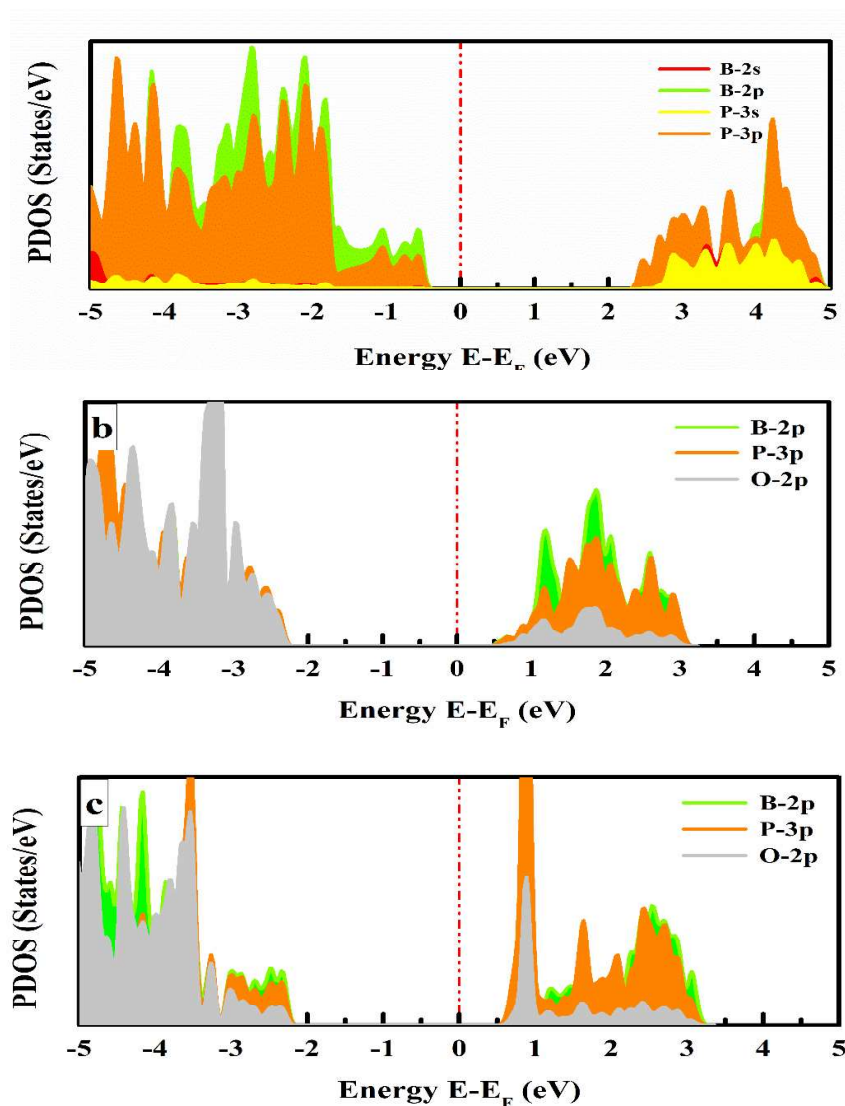 PDOS (States/eV)
B-2s
B-2p
P-3s
P-3p
-5 -4 -3 -2 -1 0 1 2 3 4 5
Energy E-E_F (eV)
b
PDOS (States/eV)
B-2p
P-3p
O-2p
-5 -4 -3 -2 -1 0 1 2 3 4 5
Energy E-E_F (eV)
c
PDOS (States/eV)
B-2p
P-3p
O-2p
-5 -4 -3 -2 -1 0 1 2 3 4 5
Energy E-E_F (eV)